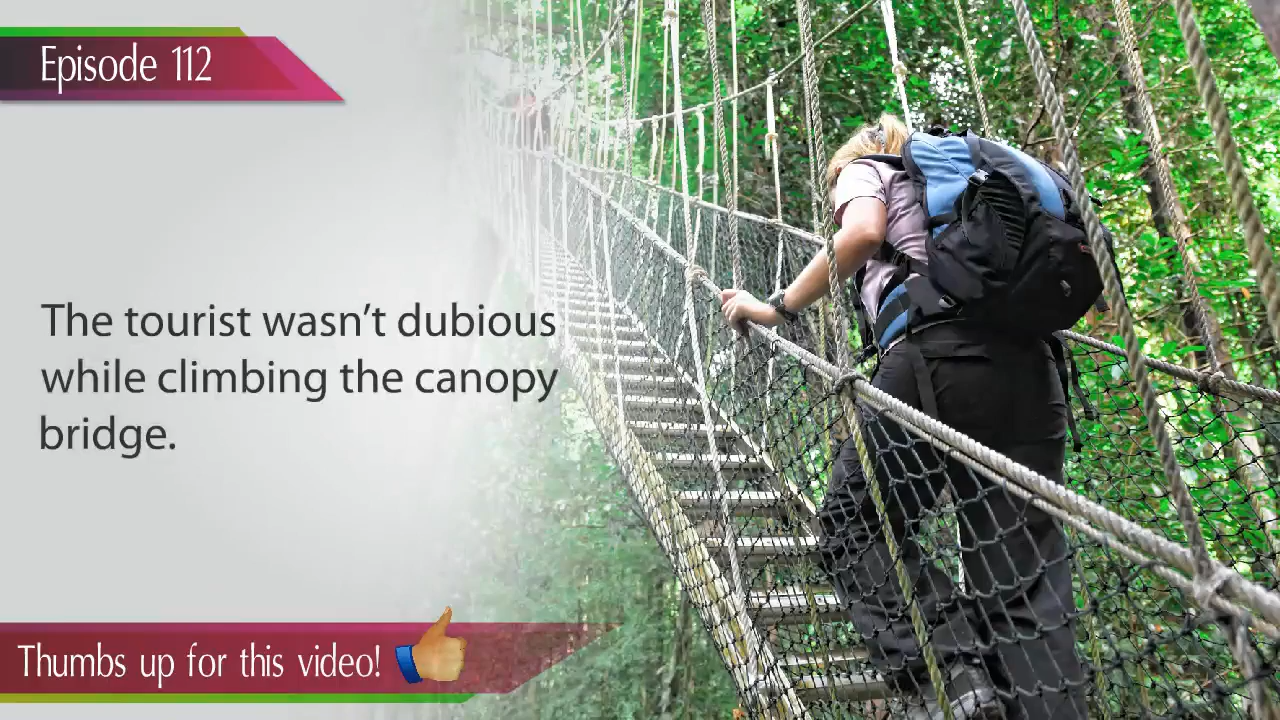 Episode 112
The tourist wasn’t dubious
while climbing the canopy
bridge.
Thumbs up for this video!